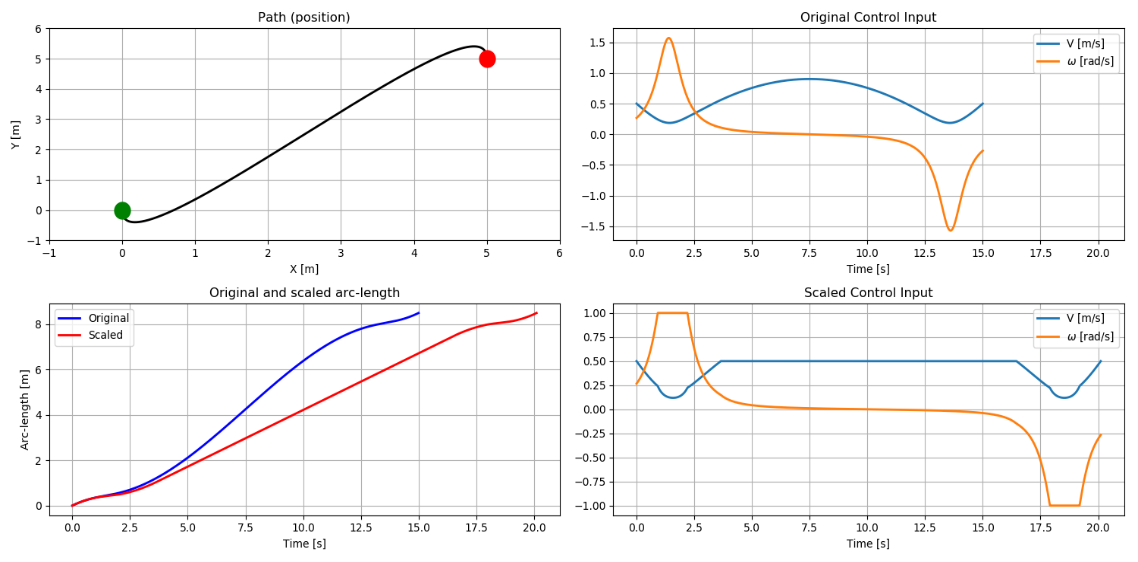 Path (position)
6
5
4
3
2
1
0
−1
Y [m]
−1 0 1 2 3 4 5 6
X [m]
Original Control Input
V [m/s]
ω [rad/s]
1.5
1.0
0.5
0.0
−0.5
−1.0
−1.5
0.0 2.5 5.0 7.5 10.0 12.5 15.0 17.5 20.0
Time [s]
Original and scaled arc-length
Original
Scaled
8
6
4
2
0
Arc-length [m]
0.0 2.5 5.0 7.5 10.0 12.5 15.0 17.5 20.0
Time [s]
Scaled Control Input
V [m/s]
ω [rad/s]
1.00
0.75
0.50
0.25
0.00
−0.25
−0.50
−0.75
−1.00
0.0 2.5 5.0 7.5 10.0 12.5 15.0 17.5 20.0
Time [s]